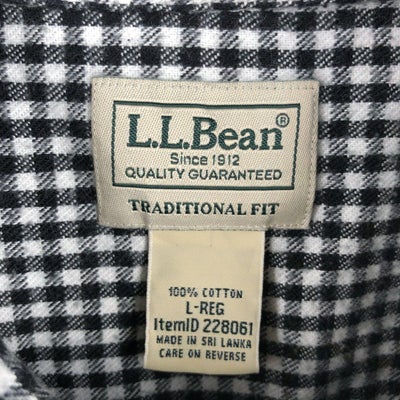 L.L.Bean®
Since 1912
QUALITY GUARANTEED
TRADITIONAL FIT
100% COTTON
L-REG
ItemID 228061
MADE IN SRI LANKA
CARE ON REVERSE